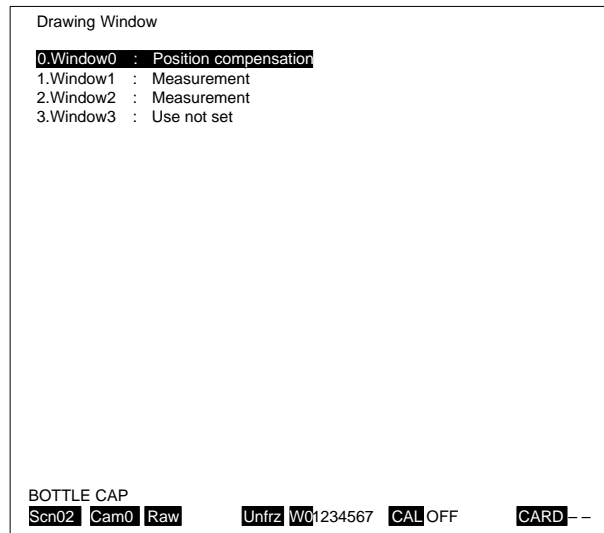 Drawing Window
0.Window0 : Position compensation
1.Window1 : Measurement
2.Window2 : Measurement
3.Window3 : Use not set
BOTTLE CAP
Scn02 Cam0 Raw Unfrz W01234567 CAL OFF CARD – –